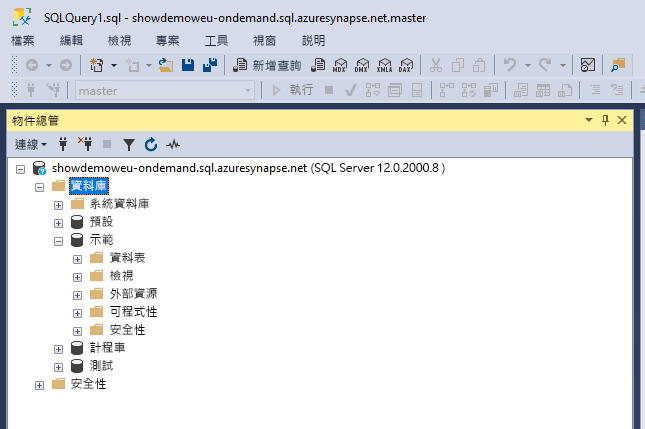 SQLQuery1.sql - showdemoweu-ondemand.sql.azuresynapse.net.master
檔案 編輯 檢視 專案 工具 視窗 說明
新增查詢 MDX DMX XMLA DAX
master 執行
物件總管
連線
showdemoweu-ondemand.sql.azuresynapse.net (SQL Server 12.0.2000.8 )
資料庫
系統資料庫
預設
示範
資料表
檢視
外部資源
可程式性
安全性
計程車
測試
安全性